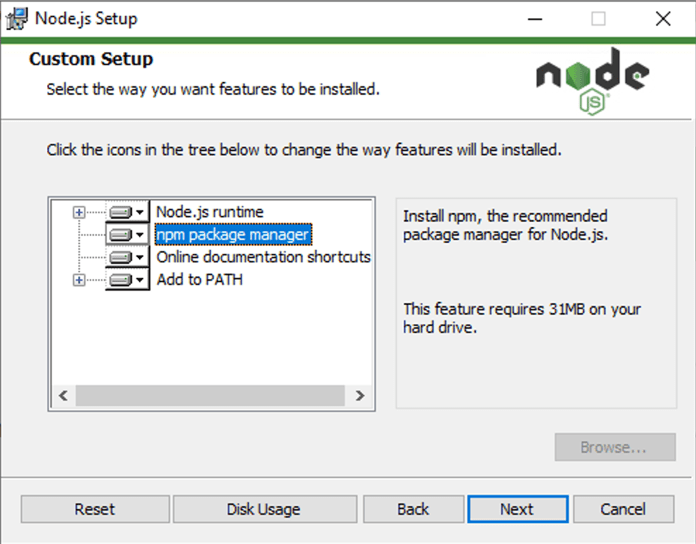 Node.js Setup
Custom Setup
Select the way you want features to be installed.
node
JS
Click the icons in the tree below to change the way features will be installed.
Node.js runtime
npm package manager
Online documentation shortcuts
Add to PATH
Install npm, the recommended
package manager for Node.js.
This feature requires 31MB on your
hard drive.
Browse...
Reset
Disk Usage
Back
Next
Cancel